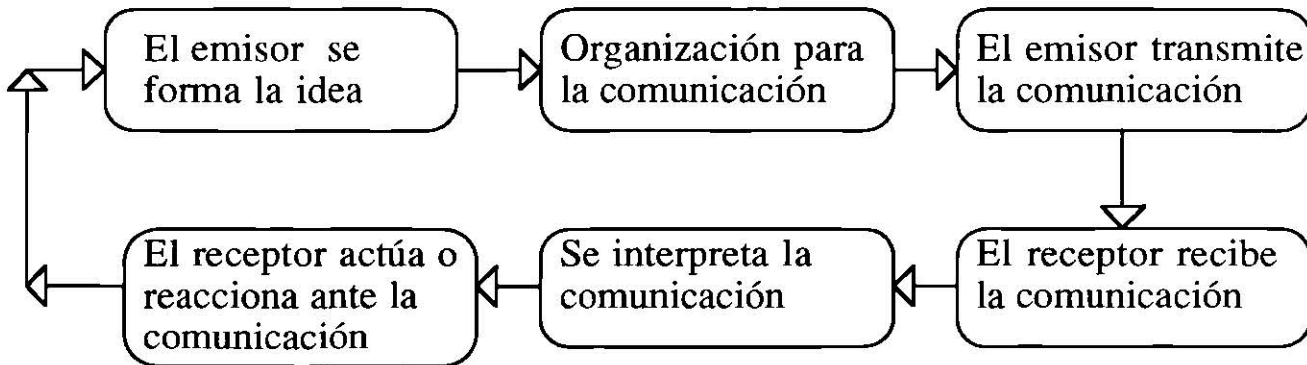 El emisor se
forma la idea
Organización para
la comunicación
El emisor transmite
la comunicación
El receptor recibe
la comunicación
Se interpreta la
comunicación
El receptor actúa o
reacciona ante la
comunicación